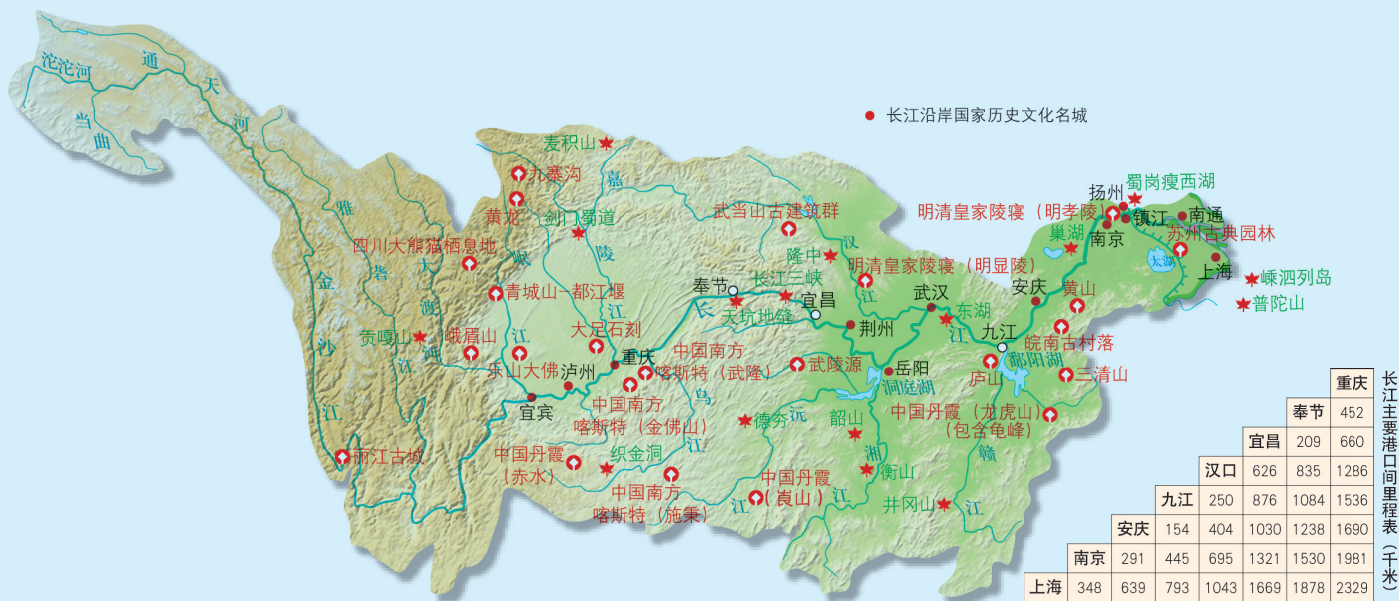 沱沱河
通天河
当曲
麦积山
长江沿岸国家历史文化名城
九寨沟
嘉陵江
黄龙
剑门蜀道
武当山古建筑群
汉江
扬州
蜀岗瘦西湖
明清皇家陵寝（明孝陵）
镇江
南通
南京
巢湖
苏州古典园林
太湖
上海
雅砻江
大渡河
四川大熊猫栖息地
岷江
隆中
明清皇家陵寝（明显陵）
金沙江
青城山-都江堰
奉节
长江三峡
长江
天坑地缝
宜昌
武汉
东湖
安庆
黄山
嵊泗列岛
普陀山
贡嘎山
峨眉山
大足石刻
荆州
九江
皖南古村落
乐山大佛
泸州
重庆
中国南方
喀斯特（武隆）
武陵源
岳阳
洞庭湖
庐山
鄱阳湖
三清山
宜宾
中国南方
喀斯特（金佛山）
乌江
德夯
沅江
韶山
中国丹霞（龙虎山）
（包含龟峰）
丽江古城
中国丹霞
（赤水）
织金洞
中国南方
喀斯特（施秉）
中国丹霞
（崀山）
湘江
衡山
井冈山
赣江
长江主要港口间里程表（千米）
重庆
奉节 452
宜昌 209 660
汉口 626 835 1286
九江 250 876 1084 1536
安庆 154 404 1030 1238 1690
南京 291 445 695 1321 1530 1981
上海 348 639 793 1043 1669 1878 2329